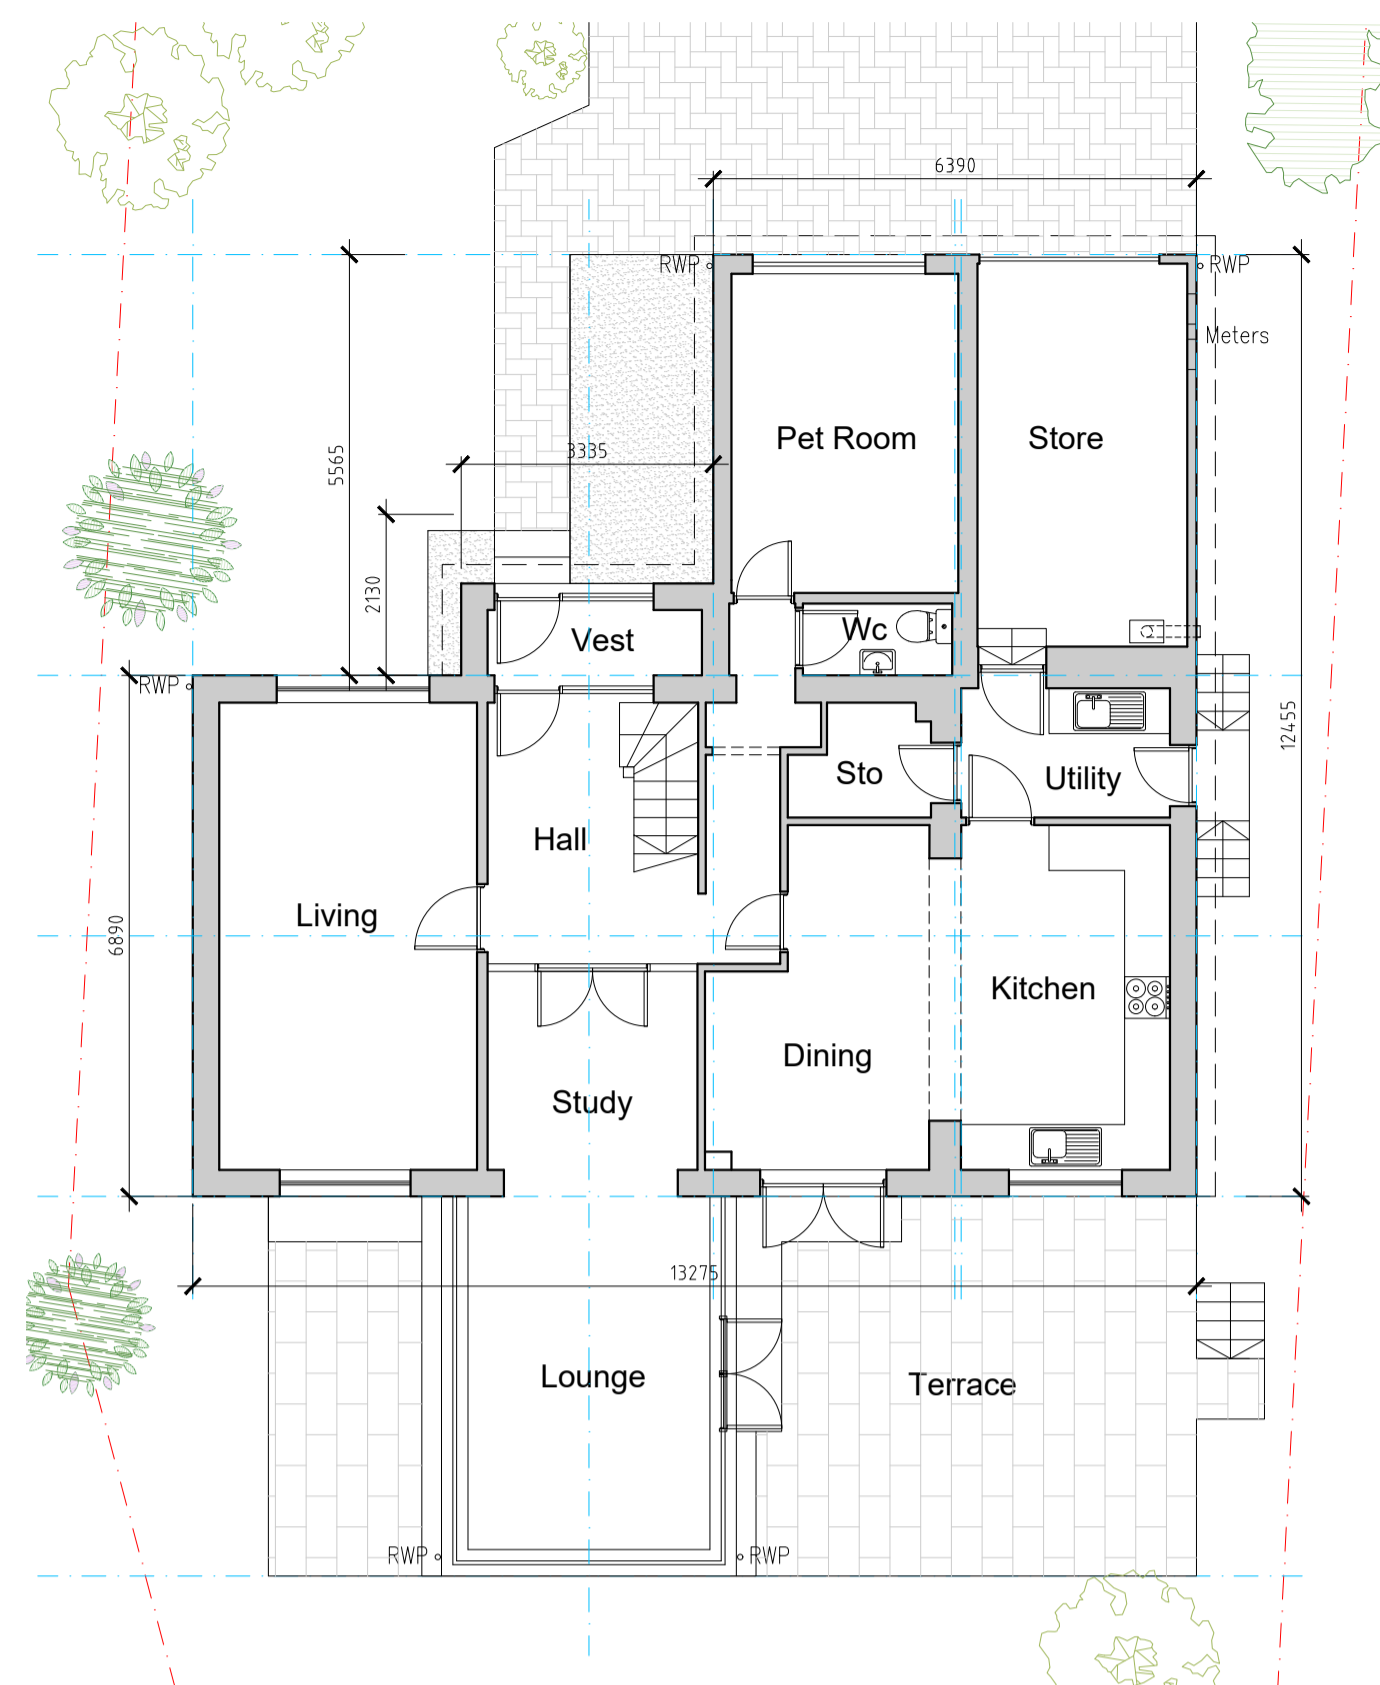 6390
RWP
RWP
Meters
Pet Room
Store
3335
5565
2130
Wc
Vest
RWP
12455
Sto
Utility
Hall
Living
6890
Kitchen
Dining
Study
13275
Lounge
Terrace
RWP
RWP